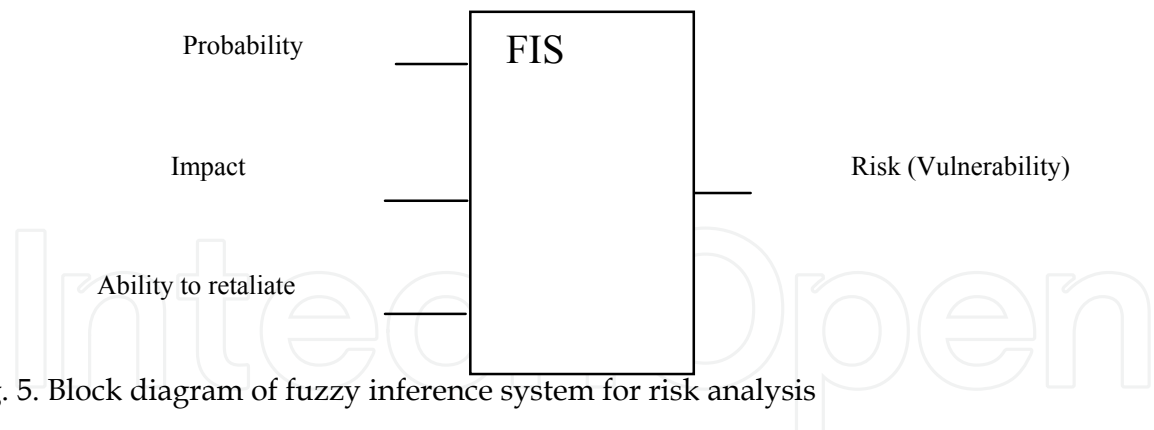 Probability
FIS
Impact
Risk (Vulnerability)
Ability to retaliate
. 5. Block diagram of fuzzy inference system for risk analysis